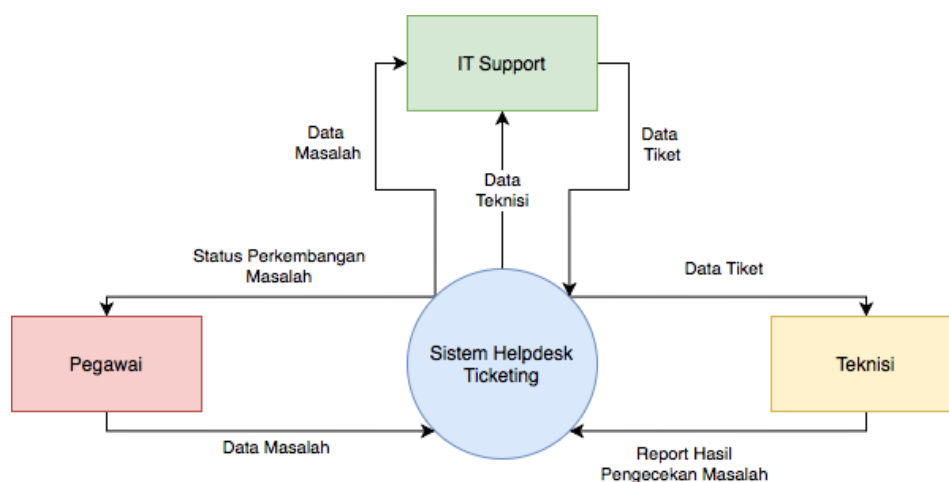 IT Support
Data
Masalah
Data
Tiket
Data
Teknisi
Status Perkembangan
Masalah
Data Tiket
Pegawai
Sistem Helpdesk
Ticketing
Teknisi
Data Masalah
Report Hasil
Pengecekan Masalah